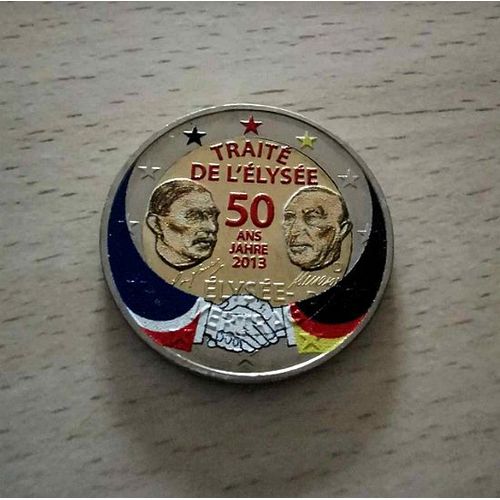 TRAITÉ
DE L'ÉLYSÉE
50
ANS
JAHRE
2013
ÉLYSÉE-